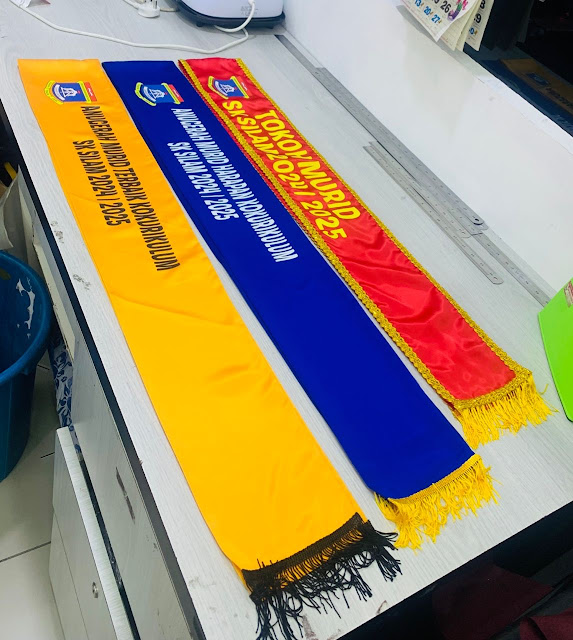 ANUGERAH MURID TERBAIK KOKURIKULUM
SK SILAM 2024 / 2025
ANUGERAH MURID HARAPAN KOKURIKULUM
SK SILAM 2024 / 2025
TOKOH MURID
SK SILAM 2024/ 2025